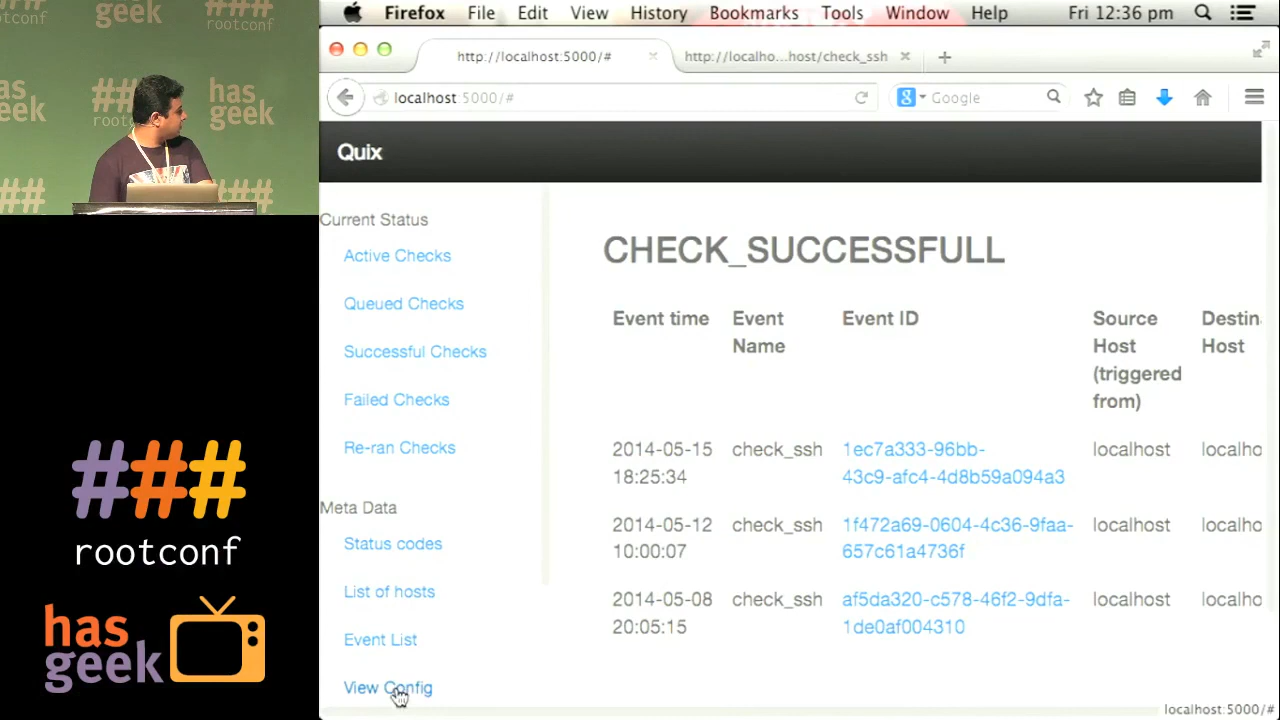 Firefox File Edit View History Bookmarks Tools Window Help Fri 12:36 pm
http://localhost:5000/# http://localho...host/check_ssh
localhost:5000/# Google
Quix
Current Status
Active Checks
Queued Checks
Successful Checks
Failed Checks
Re-ran Checks
Meta Data
Status codes
List of hosts
Event List
View Config
CHECK_SUCCESSFULL
Event time Event Name Event ID Source Host (triggered from) Destin Host
2014-05-15 check_ssh 1ec7a333-96bb- localhost localho
18:25:34 43c9-afc4-4d8b59a094a3
2014-05-12 check_ssh 1f472a69-0604-4c36-9faa- localhost localho
10:00:07 657c61a4736f
2014-05-08 check_ssh af5da320-c578-46f2-9dfa- localhost localho
20:05:15 1de0af004310
localhost:5000/#
###
rootconf
has
geek
##
rootconf
has
geek
##
rootconf